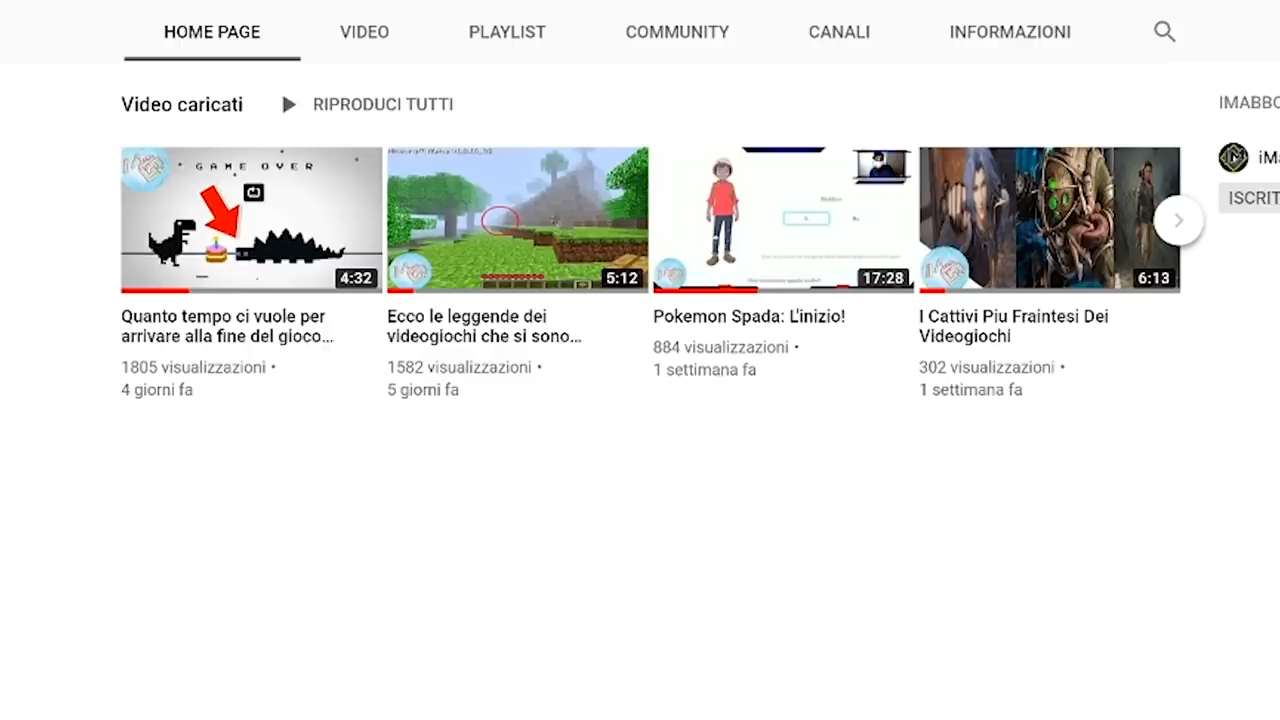 HOME PAGE VIDEO PLAYLIST COMMUNITY CANALI INFORMAZIONI
Video caricati RIPRODUCI TUTTI
IMABBO
GAME OVER
4:32
5:12
17:28
6:13
iMa
ISCRIT
Quanto tempo ci vuole per
arrivare alla fine del gioco...
1805 visualizzazioni •
4 giorni fa
Ecco le leggende dei
videogiochi che si sono...
1582 visualizzazioni •
5 giorni fa
Pokemon Spada: L'inizio!
884 visualizzazioni •
1 settimana fa
I Cattivi Piu Fraintesi Dei
Videogiochi
302 visualizzazioni •
1 settimana fa